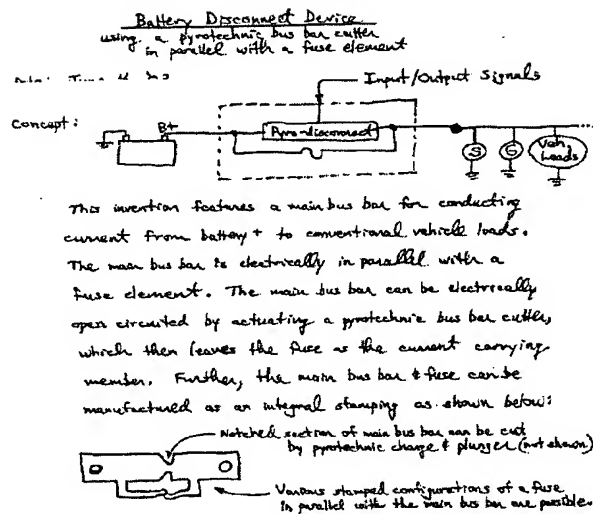 Battery Disconnect Device
using a pyrotechnic bus bar cutter
in parallel with a fuse element
Input/Output Signals
Concept:
B+
Pyro-disconnect
S
G
Veh.
Loads
This invention features a main bus bar for conducting
current from battery + to conventional vehicle loads.
The main bus bar is electrically in parallel with a
fuse element. The main bus bar can be electrically
open circuited by actuating a pyrotechnic bus bar cutter,
which then leaves the fuse as the current carrying
member. Further, the main bus bar & fuse can be
manufactured as an integral stamping as shown below:
Notched section of main bus bar can be cut
by pyrotechnic charge & plunger (not shown)
Various stamped configurations of a fuse
in parallel with the main bus bar are possible.